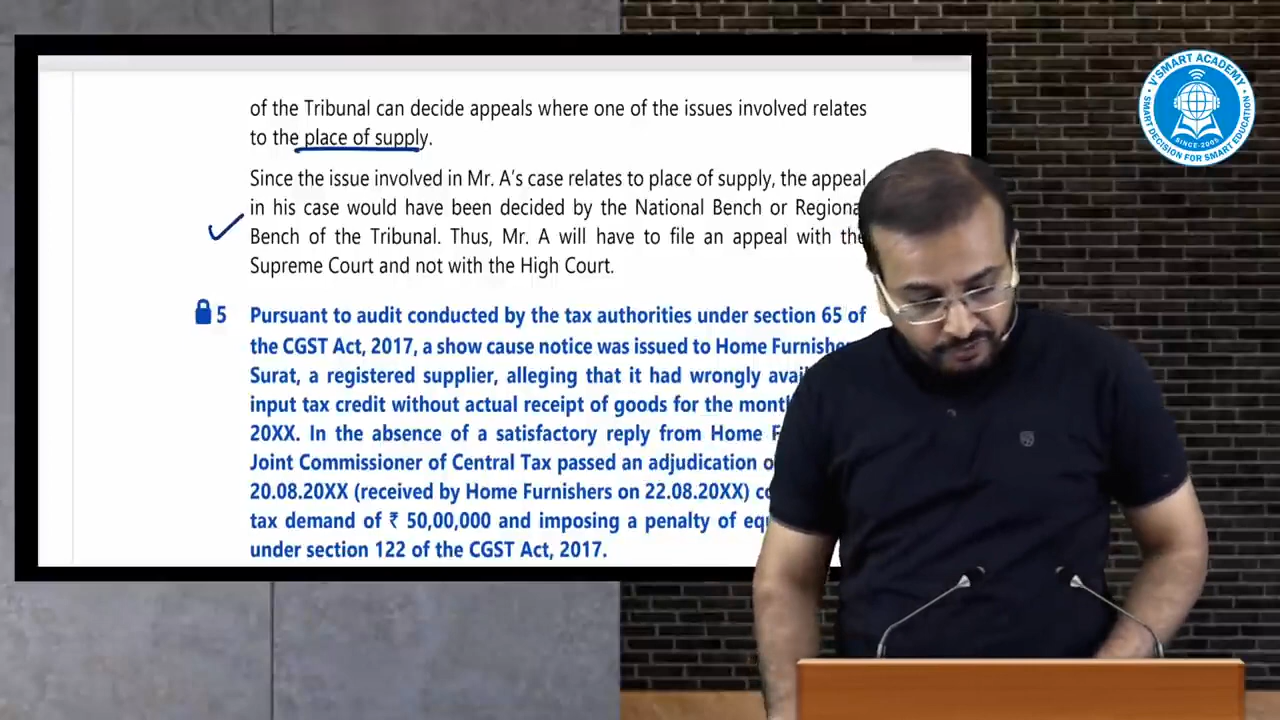 of the Tribunal can decide appeals where one of the issues involved relates
to the place of supply.
Since the issue involved in Mr. A's case relates to place of supply, the appeal
in his case would have been decided by the National Bench or Regional
Bench of the Tribunal. Thus, Mr. A will have to file an appeal with the
Supreme Court and not with the High Court.
5 Pursuant to audit conducted by the tax authorities under section 65 of
the CGST Act, 2017, a show cause notice was issued to Home
Surat, a registered supplier, alleging that it had wrongly
input tax credit without actual receipt of goods for the
20XX. In the absence of a satisfactory reply from Home
Joint Commissioner of Central Tax passed an adjudication
20.08.20XX (received by Home Furnishers on 22.08.20XX)
tax demand of ₹ 50,00,000 and imposing a penalty of
under section 122 of the CGST Act, 2017.
V'SMART ACADEMY
SINCE-2005
SMART DECISION FOR SMART EDUCATION